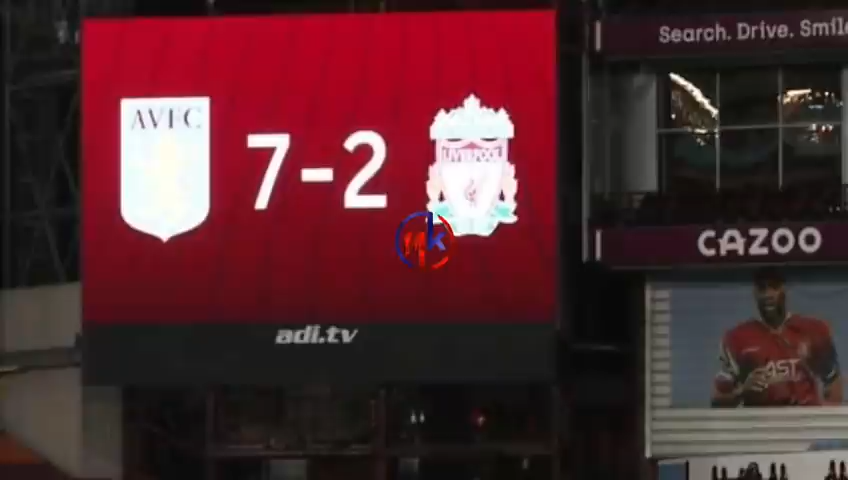 Search. Drive. Smile
AVFC
7-2
LIVERPOOL
CAZOO
adi.tv
AST